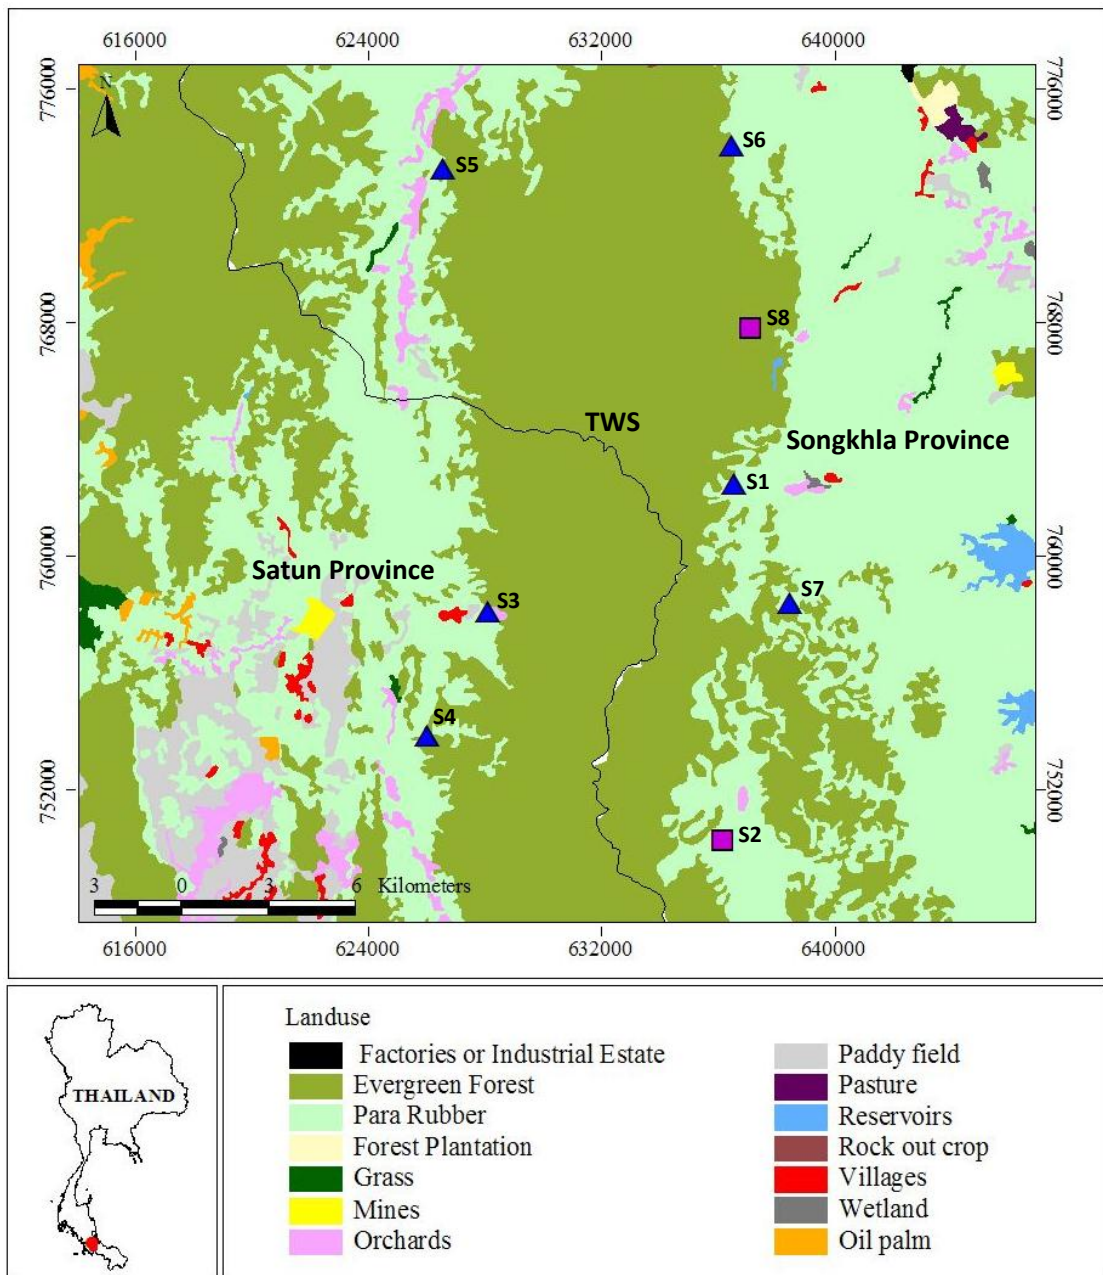 616000 624000 632000 640000
776000 N 776000
S6
S5
768000 S8 768000
TWS
Songkhla Province
S1
760000 760000
Satun Province
S7
S3
S4
752000 752000
S2
3 0 3 6 Kilometers
616000 624000 632000 640000
THAILAND
Landuse
Factories or Industrial Estate
Evergreen Forest
Para Rubber
Forest Plantation
Grass
Mines
Orchards
Paddy field
Pasture
Reservoirs
Rock out crop
Villages
Wetland
Oil palm